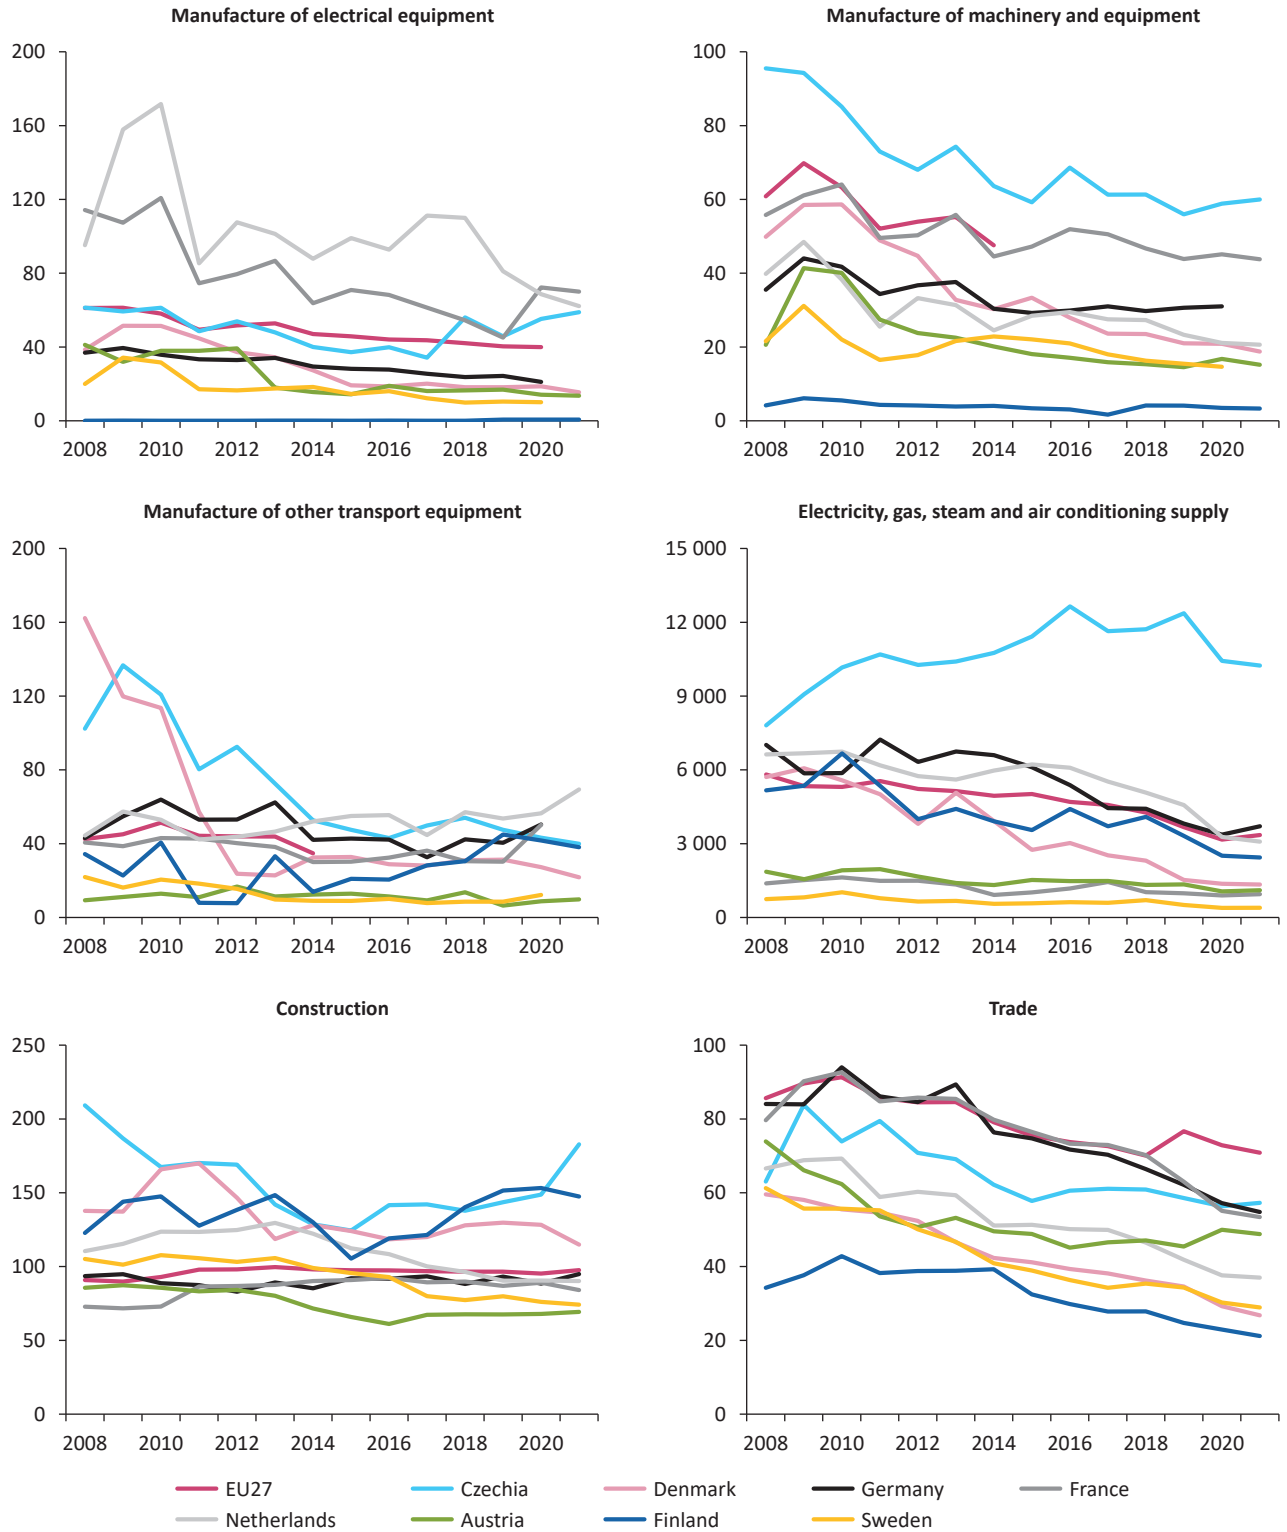 Manufacture of electrical equipment
Manufacture of machinery and equipment
200
160
120
80
40
0
2008 2010 2012 2014 2016 2018 2020
100
80
60
40
20
0
2008 2010 2012 2014 2016 2018 2020
Manufacture of other transport equipment
Electricity, gas, steam and air conditioning supply
200
160
120
80
40
0
2008 2010 2012 2014 2016 2018 2020
15 000
12 000
9 000
6 000
3 000
0
2008 2010 2012 2014 2016 2018 2020
Construction
Trade
250
200
150
100
50
0
2008 2010 2012 2014 2016 2018 2020
100
80
60
40
20
0
2008 2010 2012 2014 2016 2018 2020
EU27 Czechia Denmark Germany France
Netherlands Austria Finland Sweden